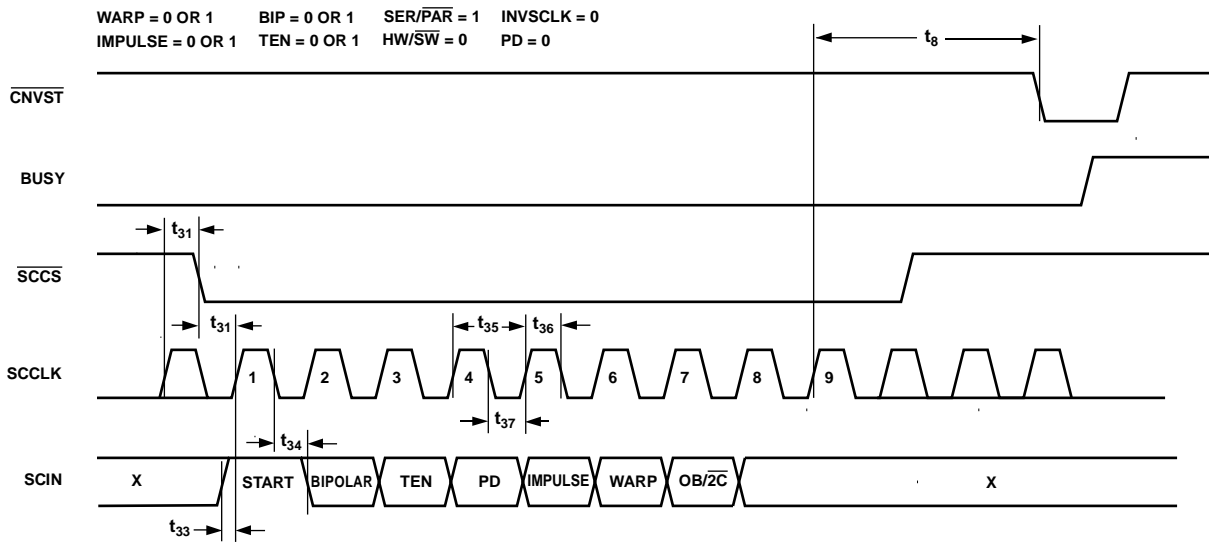 WARP = 0 OR 1 BIP = 0 OR 1 SER/PAR = 1 INVSCLK = 0
IMPULSE = 0 OR 1 TEN = 0 OR 1 HW/SW = 0 PD = 0
t8
CNVST
BUSY
t31
SCCS
t31 t35 t36
SCCLK 1 2 3 4 5 6 7 8 9
t37
t34
SCIN X START BIPOLAR TEN PD IMPULSE WARP OB/2C X
t33